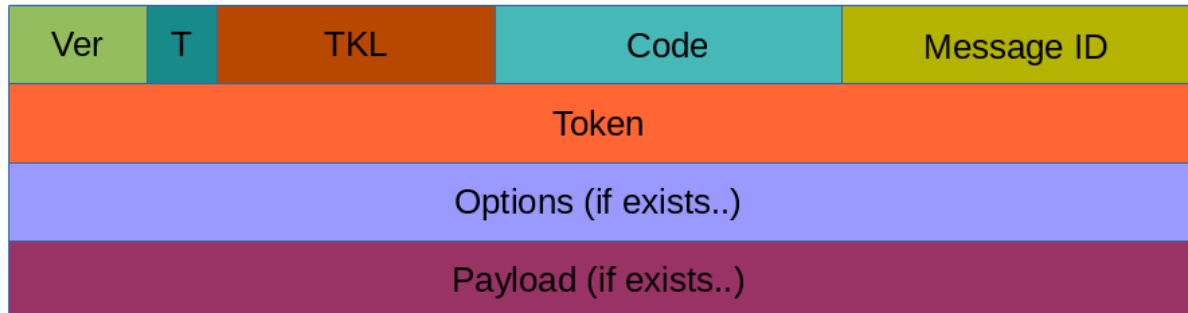 Ver T TKL Code Message ID
Token
Options (if exists..)
Payload (if exists..)